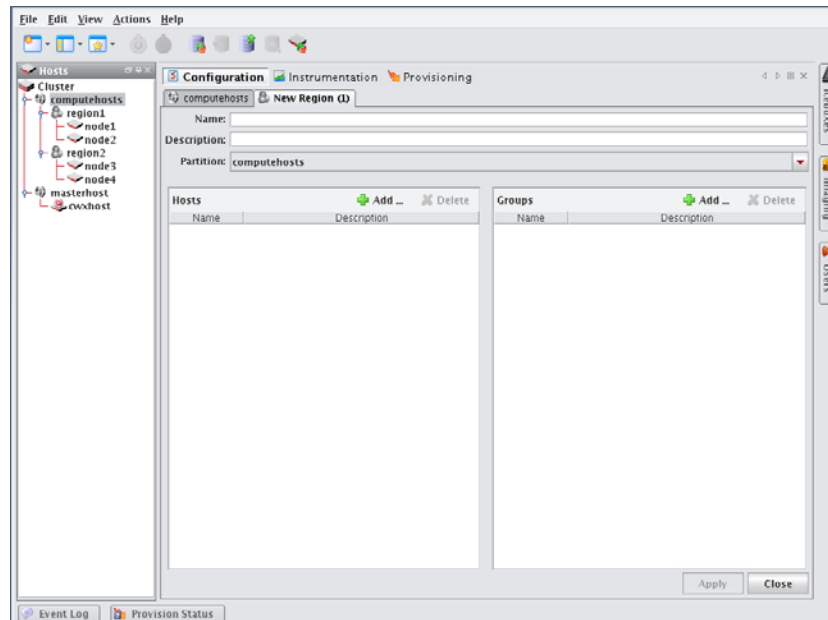 File Edit View Actions Help
Hosts
Cluster
computehosts
region1
node1
node2
region2
node3
node4
masterhost
cwxhost
Configuration Instrumentation Provisioning
computehosts New Region (1)
Name:
Description:
Partition: computehosts
Hosts Add ... Delete
Name Description
Groups Add ... Delete
Name Description
Apply Close
Imaging
Users
Event Log Provision Status